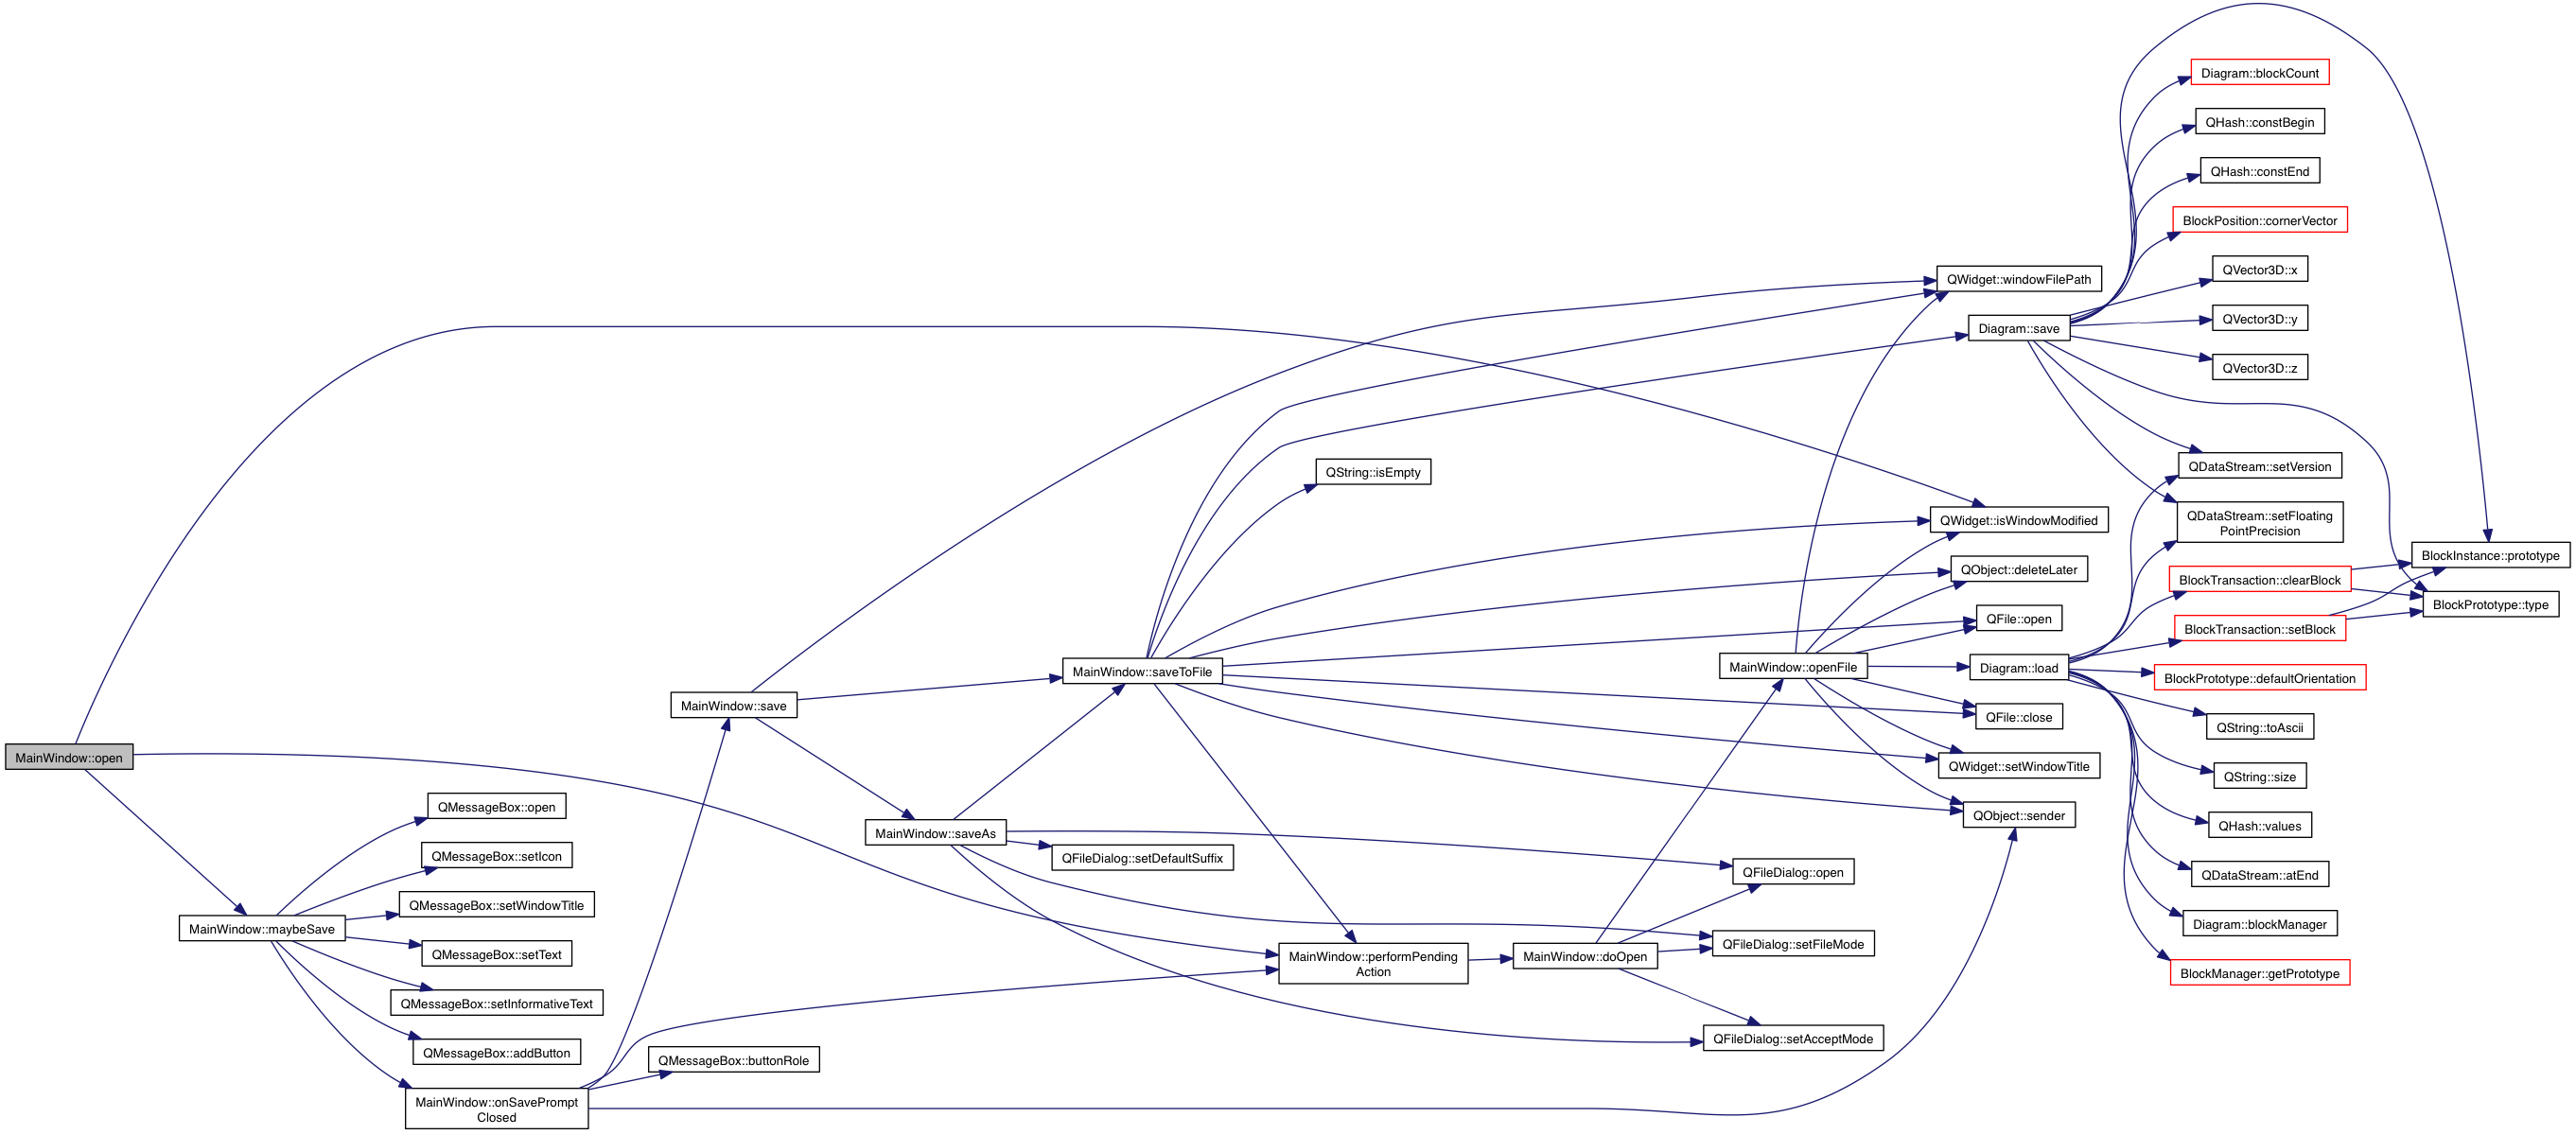 MainWindow::open
MainWindow::maybeSave
QMessageBox::open
QMessageBox::setIcon
QMessageBox::setWindowTitle
QMessageBox::setText
QMessageBox::setInformativeText
QMessageBox::addButton
MainWindow::onSavePrompt
Closed
MainWindow::save
QMessageBox::buttonRole
MainWindow::saveAs
MainWindow::saveToFile
QFileDialog::setDefaultSuffix
QString::isEmpty
MainWindow::performPending
Action
MainWindow::doOpen
MainWindow::openFile
QFileDialog::open
QFileDialog::setFileMode
QFileDialog::setAcceptMode
QWidget::windowFilePath
Diagram::save
QWidget::isWindowModified
QObject::deleteLater
QFile::open
Diagram::load
QFile::close
QWidget::setWindowTitle
QObject::sender
Diagram::blockCount
QHash::constBegin
QHash::constEnd
BlockPosition::cornerVector
QVector3D::x
QVector3D::y
QVector3D::z
QDataStream::setVersion
QDataStream::setFloating
PointPrecision
BlockTransaction::clearBlock
BlockTransaction::setBlock
BlockPrototype::defaultOrientation
QString::toAscii
QString::size
QHash::values
QDataStream::atEnd
Diagram::blockManager
BlockManager::getPrototype
BlockInstance::prototype
BlockPrototype::type